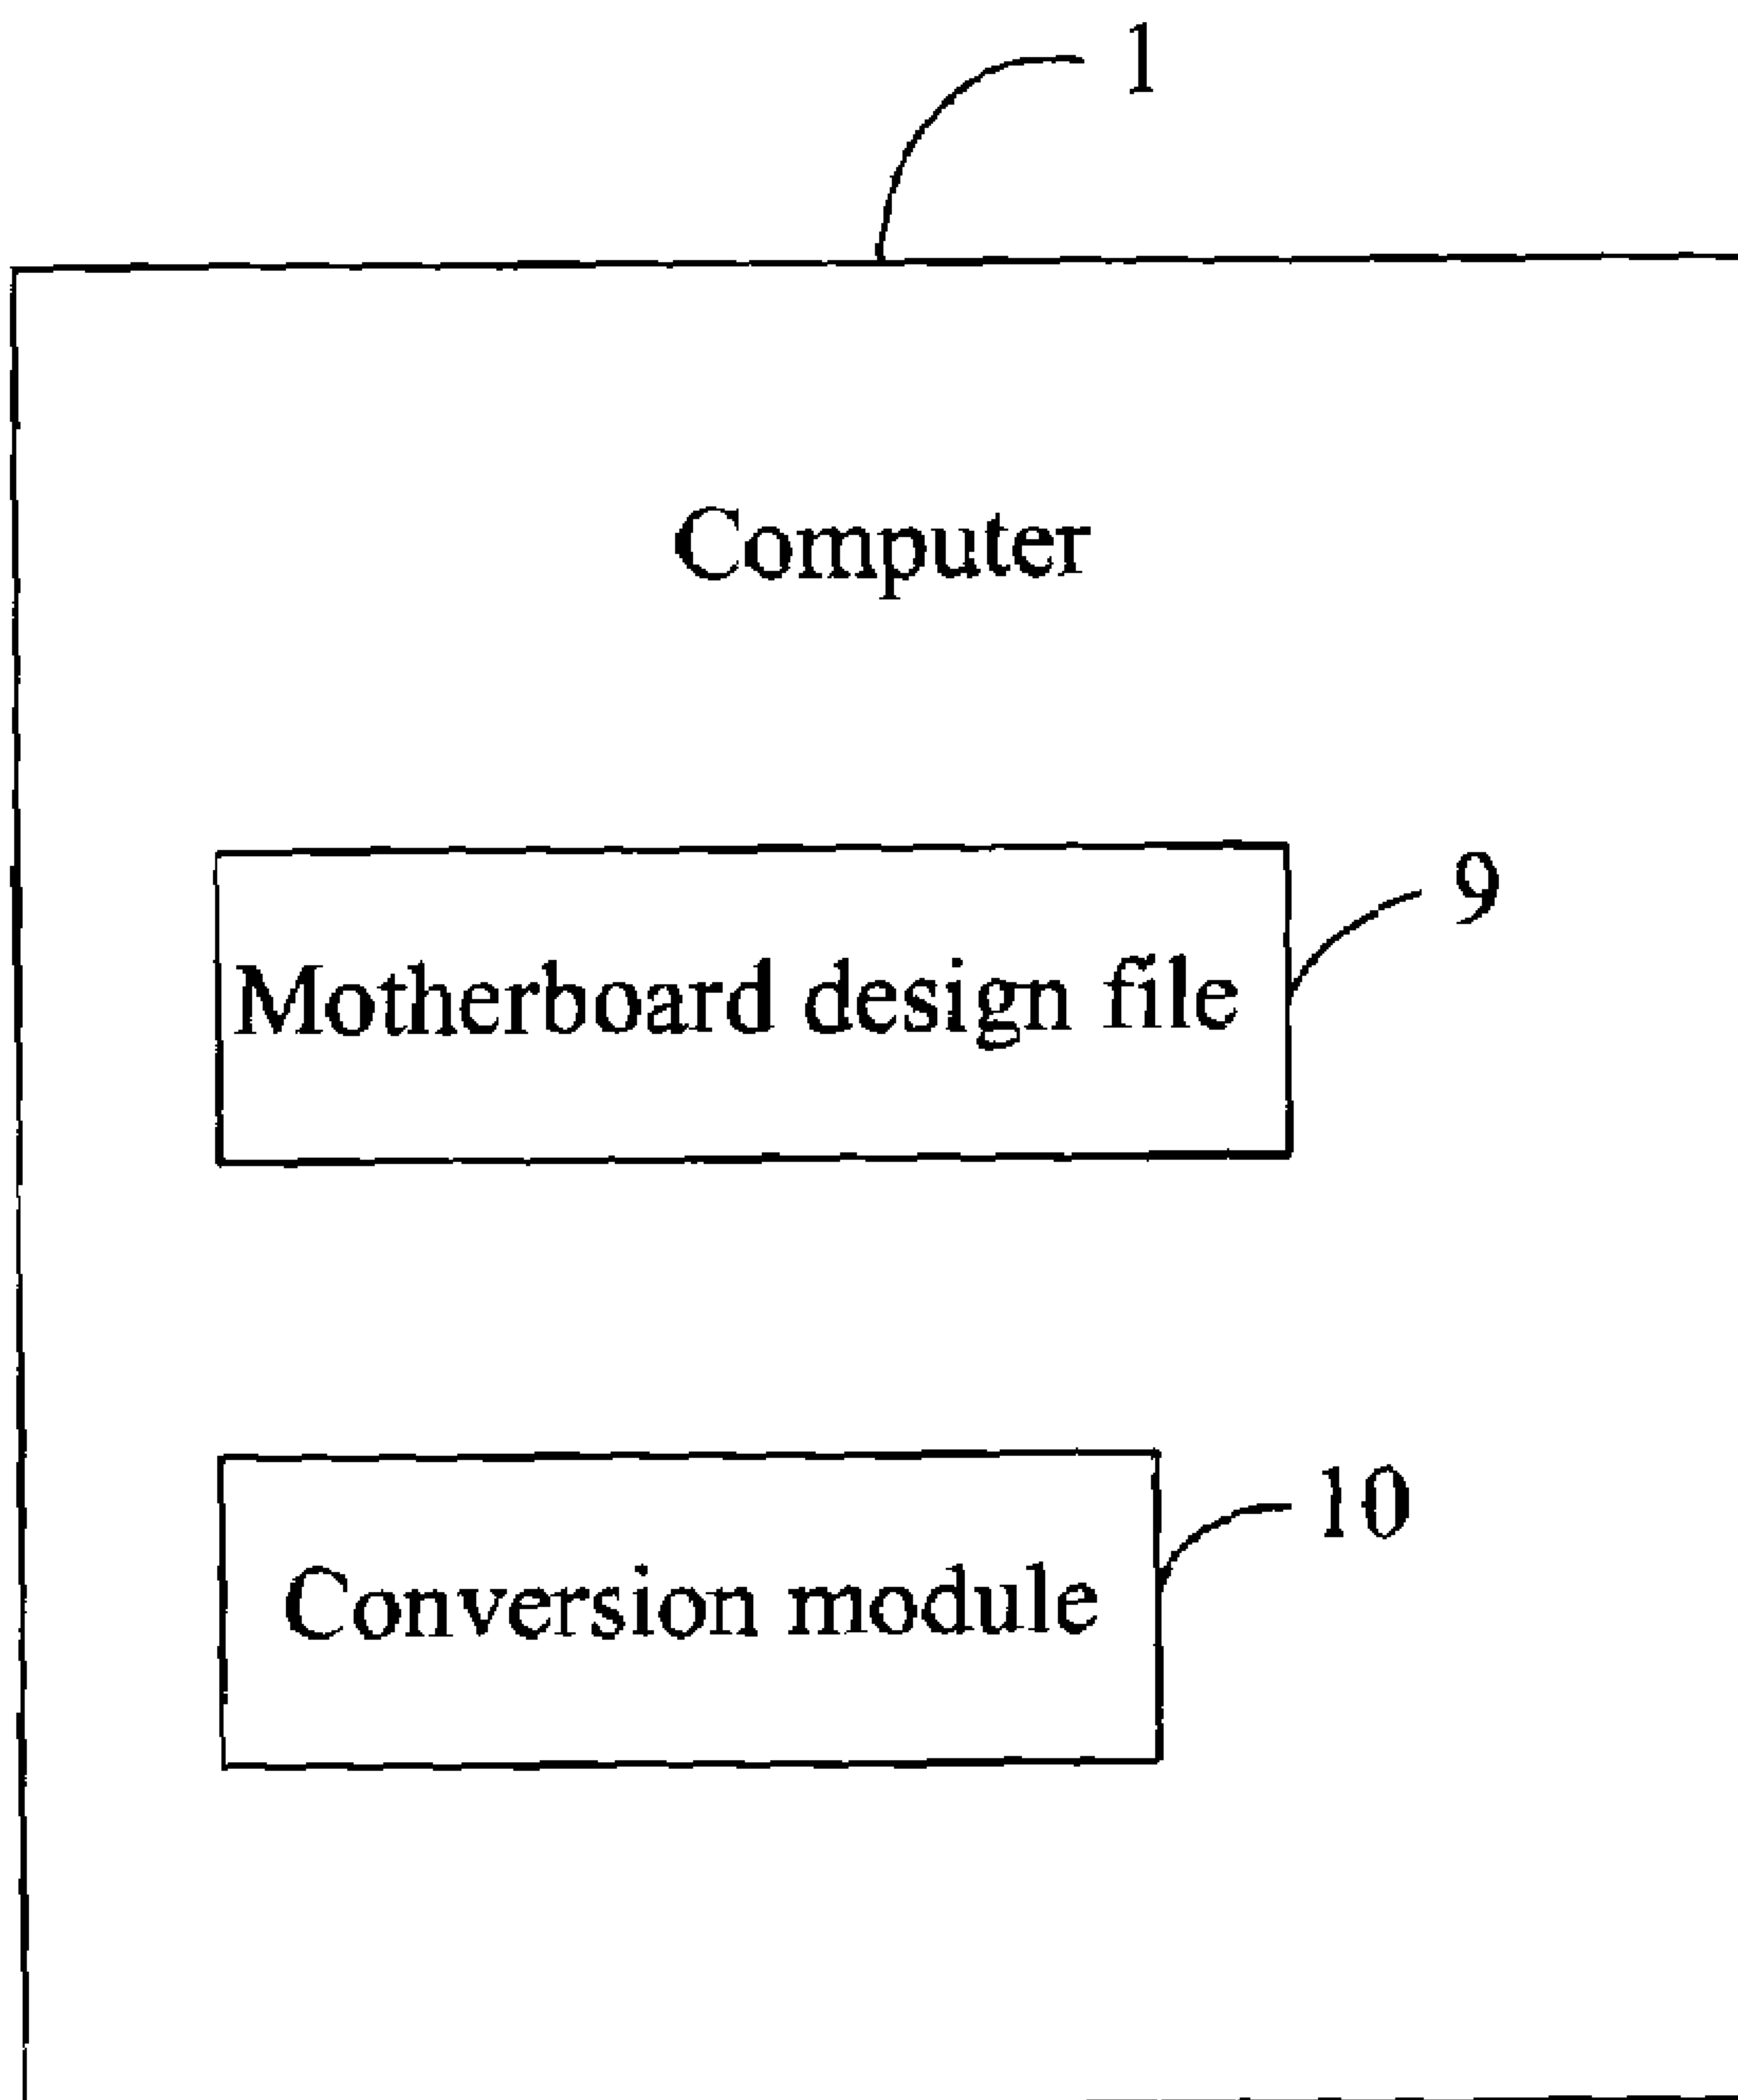 1
Computer
9
Motherboard design file
10
Conversion module